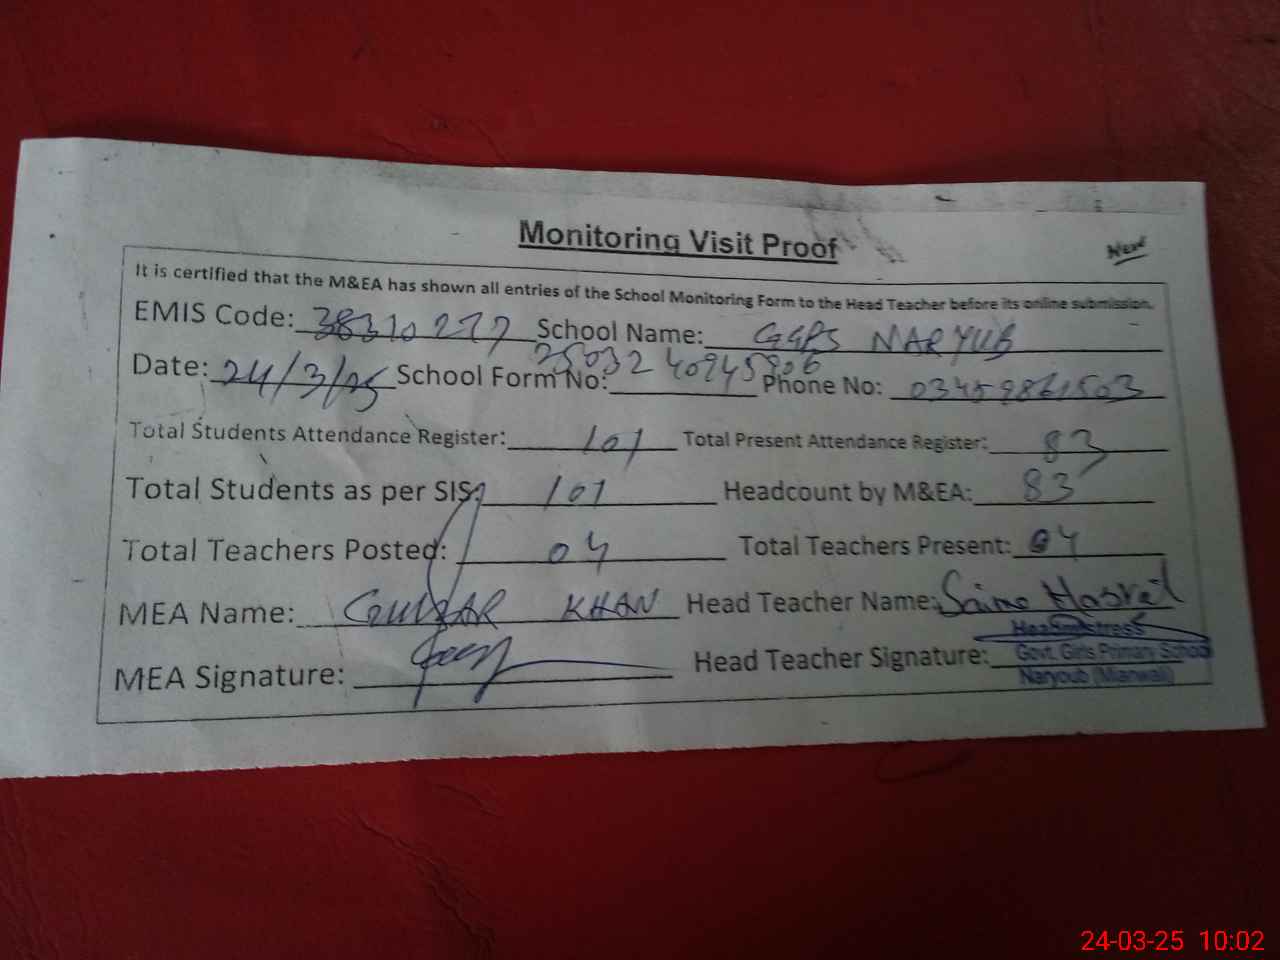 Monitoring Visit Proof
New
It is certified that the M&EA has shown all entries of the School Monitoring Form to the Head Teacher before its online submission.
EMIS Code: 38310277 School Name: GGPS NARYUB
Date: 24/3/25 School Form No: 2503240945906 Phone No: 03459861503
Total Students Attendance Register: 101 Total Present Attendance Register: 83
Total Students as per SIS: 101 Headcount by M&EA: 83
Total Teachers Posted: 04 Total Teachers Present: 04
MEA Name: GULZAR KHAN Head Teacher Name: Saima Hasrat
MEA Signature: Head Teacher Signature:
Headmistress
Govt. Girls Primary School
Naryoub (Mianwali)
24-03-25 10:02